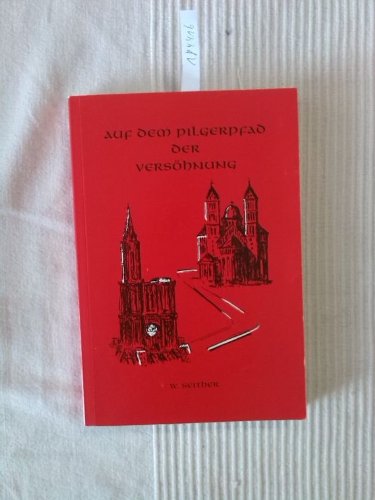 AUF DEM PILGERPFAD
DER
VERSÖHNUNG
W. SEITHER